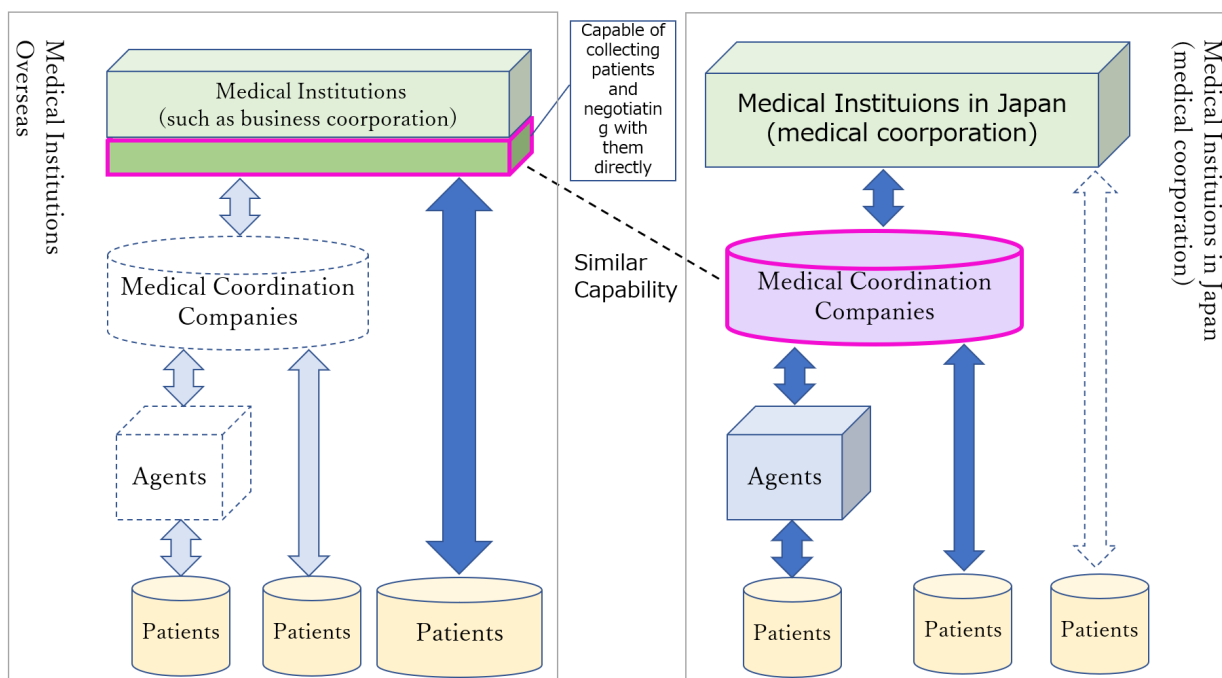 Medical Institutions
Overseas
Medical Institutions
(such as business coorporation)
Capable of
collecting
patients
and
negotiatin
g with
them
directly
Medical Coordination
Companies
Agents
Patients
Patients
Patients
Similar
Capability
Medical Instituions in Japan
(medical coorporation)
Medical Coordination
Companies
Agents
Patients
Patients
Patients
Medical Instituions in Japan
(medical coorporation)